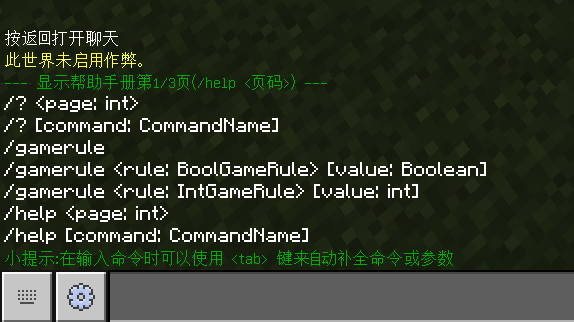 按返回打开聊天
此世界未启用作弊。
--- 显示帮助手册第1/3页(/help <页码>) ---
/? <page: int>
/? [command: CommandName]
/gamerule
/gamerule <rule: BoolGameRule> [value: Boolean]
/gamerule <rule: IntGameRule> [value: int]
/help <page: int>
/help [command: CommandName]
小提示:在输入命令时可以使用 <tab> 键来自动补全命令或参数